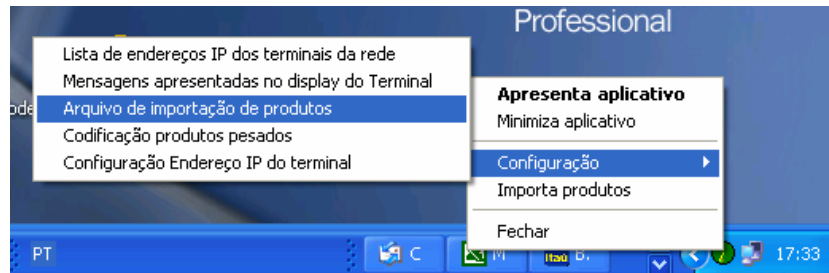 Professional
Lista de endereços IP dos terminais da rede
Mensagens apresentadas no display do Terminal
Arquivo de importação de produtos
Codificação produtos pesados
Configuração Endereço IP do terminal
Apresenta aplicativo
Minimiza aplicativo
Configuração
Importa produtos
Fechar
ode
PT
C
M
Itaú B.
17:33